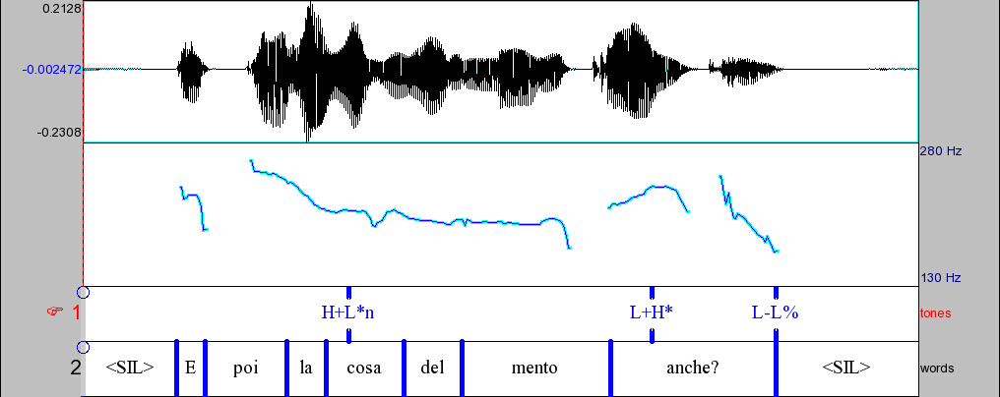 0.2128
-0.002472
-0.2308
280 Hz
130 Hz
☞ 1 H+L*n L+H* L-L% tones
2 <SIL> E poi la cosa del mento anche? <SIL> words